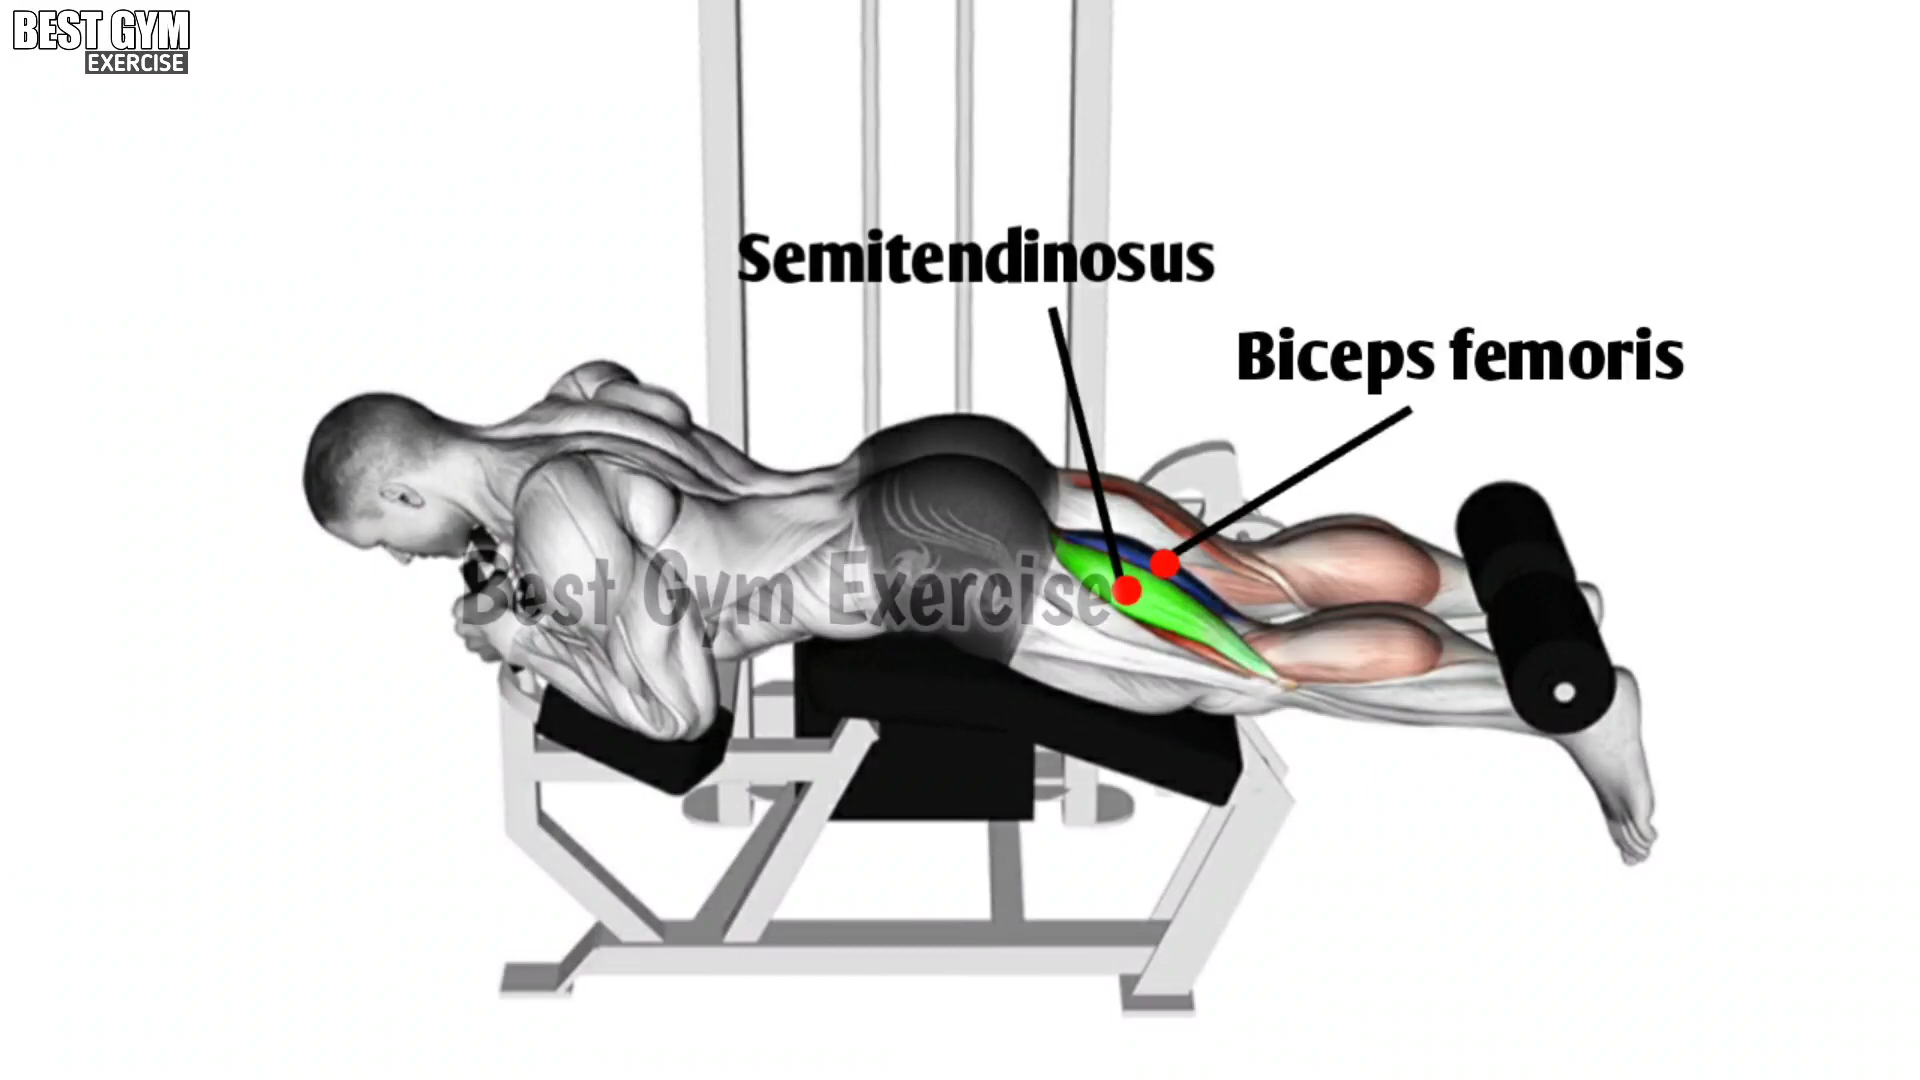 BEST GYM
EXERCISE
Semitendinosus
Biceps femoris
Best Gym Exercise